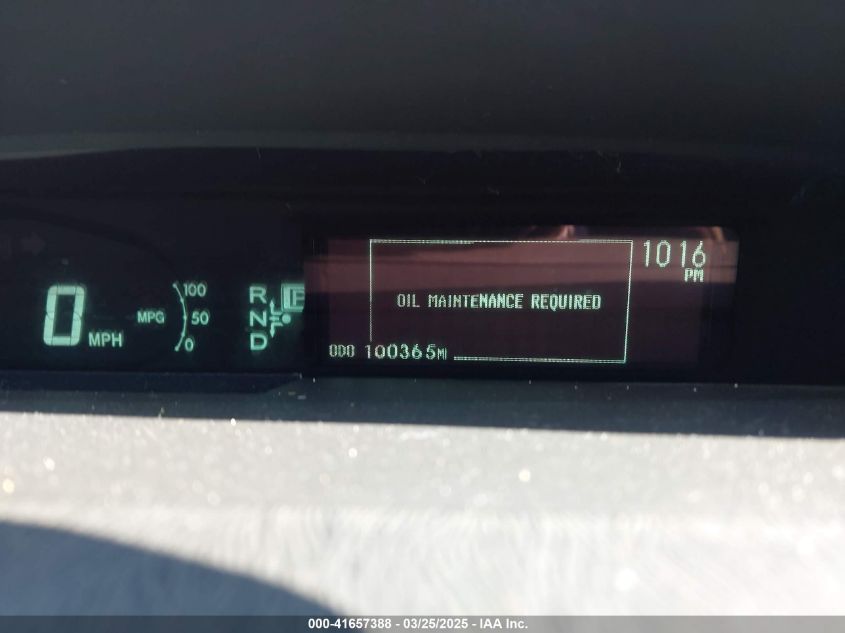 1016
PM
OIL MAINTENANCE REQUIRED
0
MPH
MPG
100
50
0
R
N
D
P
ODO 100365MI
000-41657388 - 03/25/2025 - IAA Inc.